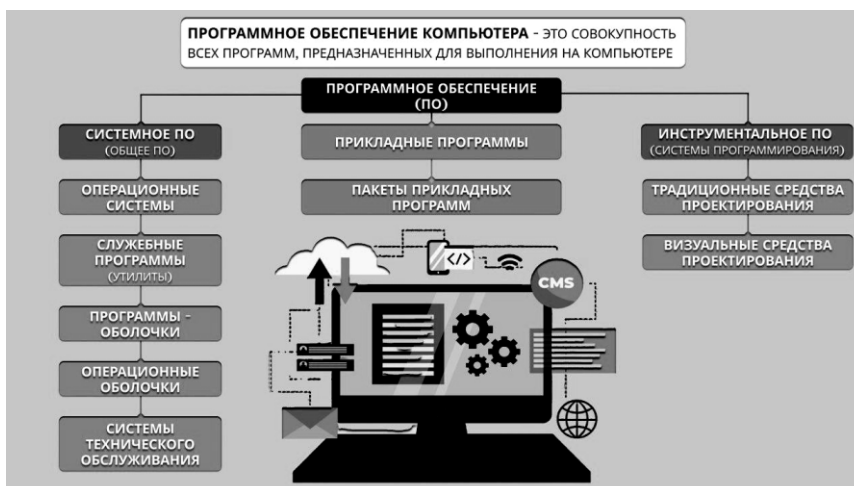 ПРОГРАММНОЕ ОБЕСПЕЧЕНИЕ КОМПЬЮТЕРА - ЭТО СОВОКУПНОСТЬ
ВСЕХ ПРОГРАММ, ПРЕДНАЗНАЧЕННЫХ ДЛЯ ВЫПОЛНЕНИЯ НА КОМПЬЮТЕРЕ
ПРОГРАММНОЕ ОБЕСПЕЧЕНИЕ
(ПО)
СИСТЕМНОЕ ПО
(ОБЩЕЕ ПО)
ОПЕРАЦИОННЫЕ
СИСТЕМЫ
СЛУЖЕБНЫЕ
ПРОГРАММЫ
(УТИЛИТЫ)
ПРОГРАММЫ -
ОБОЛОЧКИ
ОПЕРАЦИОННЫЕ
ОБОЛОЧКИ
СИСТЕМЫ
ТЕХНИЧЕСКОГО
ОБСЛУЖИВАНИЯ
ПРИКЛАДНЫЕ ПРОГРАММЫ
ПАКЕТЫ ПРИКЛАДНЫХ
ПРОГРАММ
ИНСТРУМЕНТАЛЬНОЕ ПО
(СИСТЕМЫ ПРОГРАММИРОВАНИЯ)
ТРАДИЦИОННЫЕ СРЕДСТВА
ПРОЕКТИРОВАНИЯ
ВИЗУАЛЬНЫЕ СРЕДСТВА
ПРОЕКТИРОВАНИЯ
</>
CMS